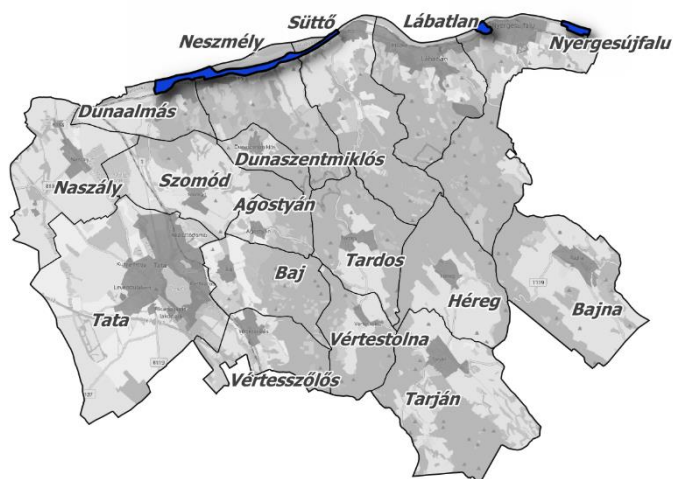 Süttő
Lábatlan
Neszmély
Nyergesújfalu
Dunaalmás
Dunaszentmiklós
Naszály
Szomód
Agostyán
Baj
Tardos
Héreg
Bajna
Tata
Vértestolna
Vértesszőlős
Tarján